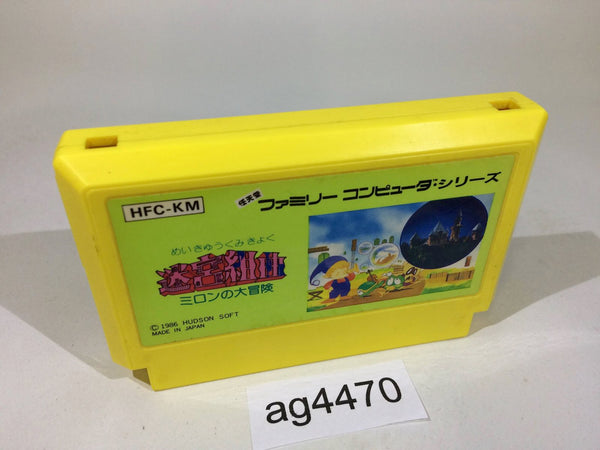 HFC-KM
任天堂 ファミリー コンピュータ・シリーズ
めいきゅうくみきょく
迷宮組曲
ミロンの大冒険
© 1986 HUDSON SOFT
MADE IN JAPAN
ag4470